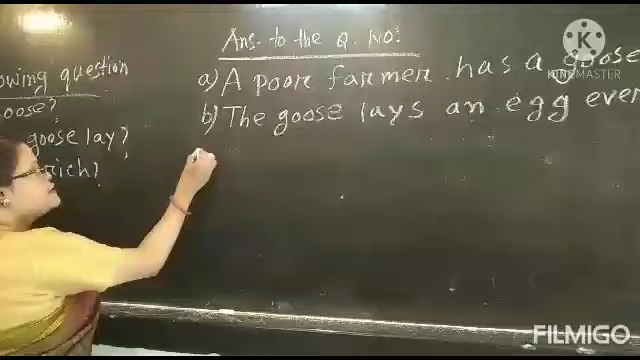 owing question
oose?
goose lay?
rich?
Ans. to the Q. NO:
a) A poor farmer has a goose
b) The goose lays an egg ever
KINEMASTER
FILMIGO